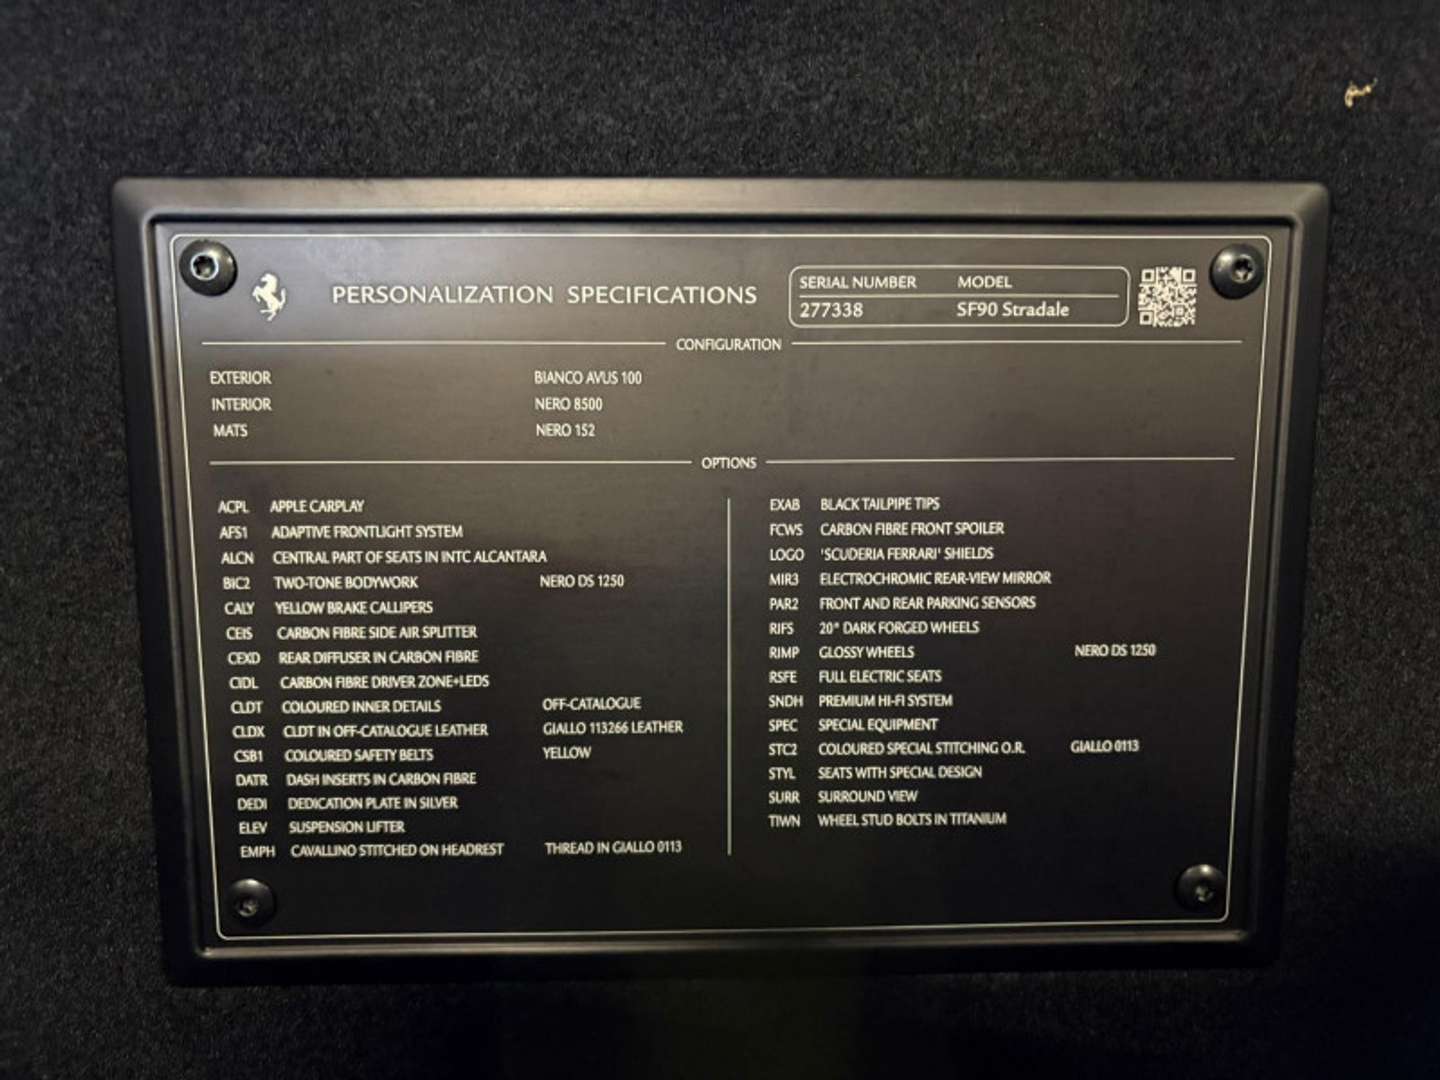 PERSONALIZATION SPECIFICATIONS
SERIAL NUMBER MODEL
277338 SF90 Stradale
CONFIGURATION
EXTERIOR BIANCO AVUS 100
INTERIOR NERO 8500
MATS NERO 152
OPTIONS
ACPL APPLE CARPLAY
AFS1 ADAPTIVE FRONTLIGHT SYSTEM
ALCN CENTRAL PART OF SEATS IN INTC ALCANTARA
BIC2 TWO-TONE BODYWORK NERO DS 1250
CALY YELLOW BRAKE CALLIPERS
CEIS CARBON FIBRE SIDE AIR SPLITTER
CEXD REAR DIFFUSER IN CARBON FIBRE
CIDL CARBON FIBRE DRIVER ZONE+LEDS
CLDT COLOURED INNER DETAILS OFF-CATALOGUE
CLDX CLDT IN OFF-CATALOGUE LEATHER GIALLO 113266 LEATHER
CSB1 COLOURED SAFETY BELTS YELLOW
DATR DASH INSERTS IN CARBON FIBRE
DEDI DEDICATION PLATE IN SILVER
ELEV SUSPENSION LIFTER
EMPH CAVALLINO STITCHED ON HEADREST THREAD IN GIALLO 0113
EXAB BLACK TAILPIPE TIPS
FCWS CARBON FIBRE FRONT SPOILER
LOGO 'SCUDERIA FERRARI' SHIELDS
MIR3 ELECTROCHROMIC REAR-VIEW MIRROR
PAR2 FRONT AND REAR PARKING SENSORS
RIFS 20" DARK FORGED WHEELS
RIMP GLOSSY WHEELS NERO DS 1250
RSFE FULL ELECTRIC SEATS
SNDH PREMIUM HI-FI SYSTEM
SPEC SPECIAL EQUIPMENT
STC2 COLOURED SPECIAL STITCHING O.R. GIALLO 0113
STYL SEATS WITH SPECIAL DESIGN
SURR SURROUND VIEW
TIWN WHEEL STUD BOLTS IN TITANIUM